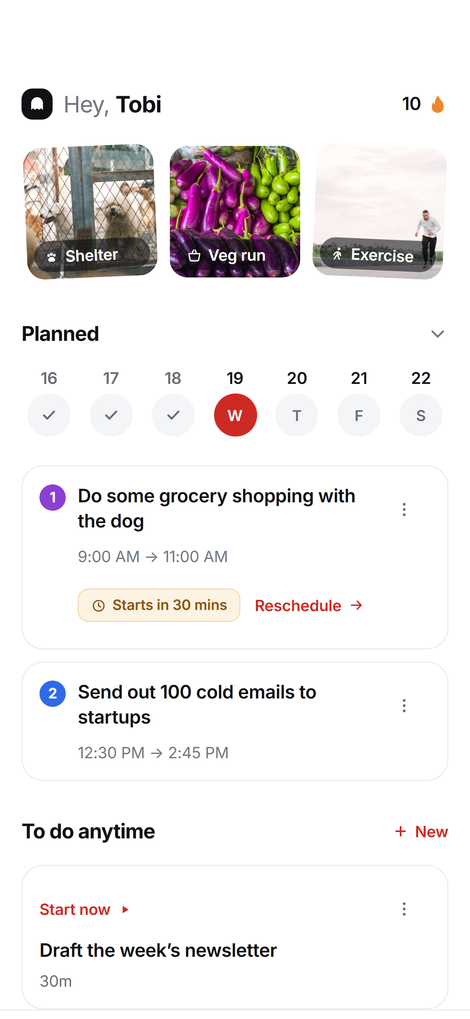 Hey, Tobi
10
Shelter
Veg run
Exercise
Planned
16 17 18 19 20 21 22
W T F S
1
Do some grocery shopping with
the dog
9:00 AM → 11:00 AM
Starts in 30 mins
Reschedule →
2
Send out 100 cold emails to
startups
12:30 PM → 2:45 PM
To do anytime
+ New
Start now
Draft the week’s newsletter
30m